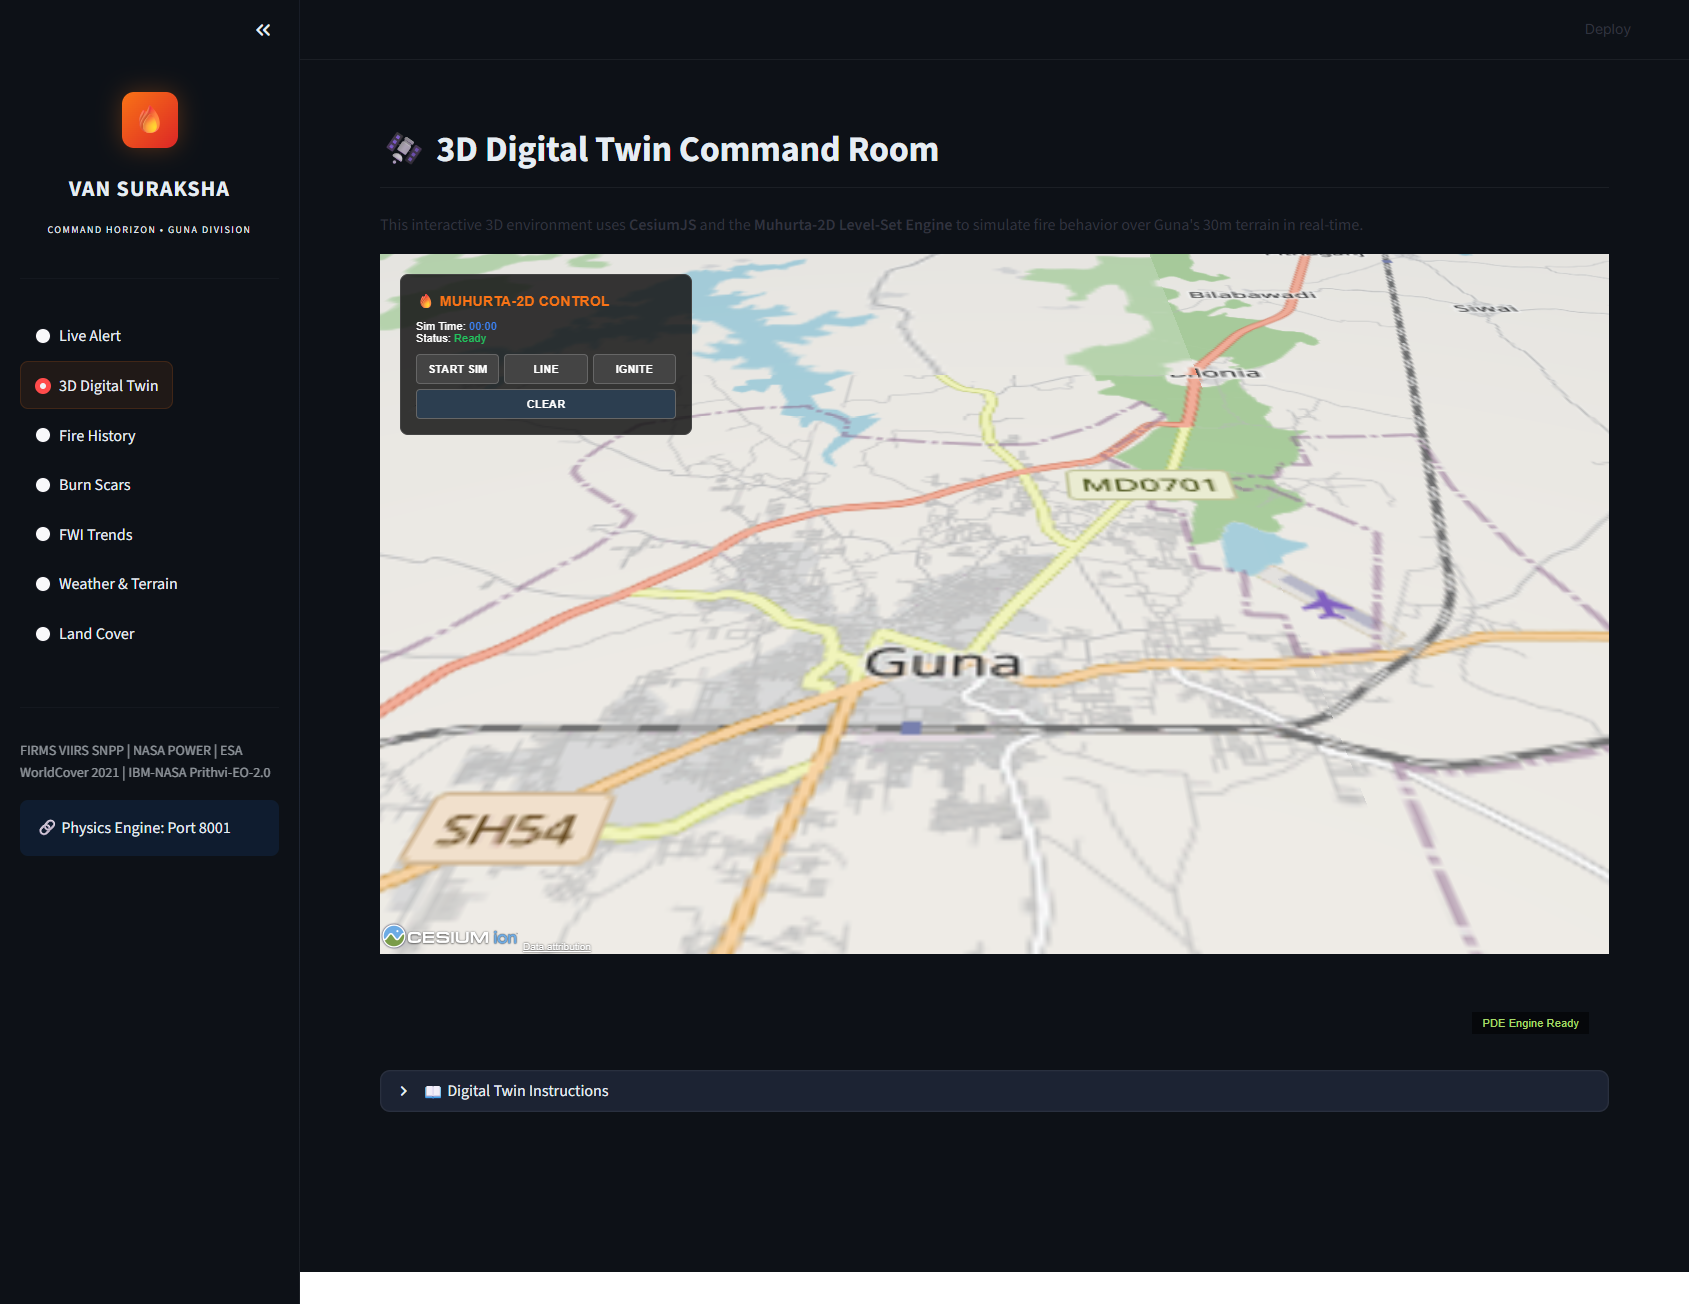 Deploy
VAN SURAKSHA
COMMAND HORIZON • GUNA DIVISION
Live Alert
3D Digital Twin
Fire History
Burn Scars
FWI Trends
Weather & Terrain
Land Cover
FIRMS VIIRS SNPP | NASA POWER | ESA
WorldCover 2021 | IBM-NASA Prithvi-EO-2.0
Physics Engine: Port 8001
3D Digital Twin Command Room
This interactive 3D environment uses CesiumJS and the Muhurta-2D Level-Set Engine to simulate fire behavior over Guna's 30m terrain in real-time.
MUHURTA-2D CONTROL
Sim Time: 00:00
Status: Ready
START SIM
LINE
IGNITE
CLEAR
Bilabawadi
Siwai
MD0701
Guna
SH54
CESIUM ion
Data attribution
PDE Engine Ready
Digital Twin Instructions